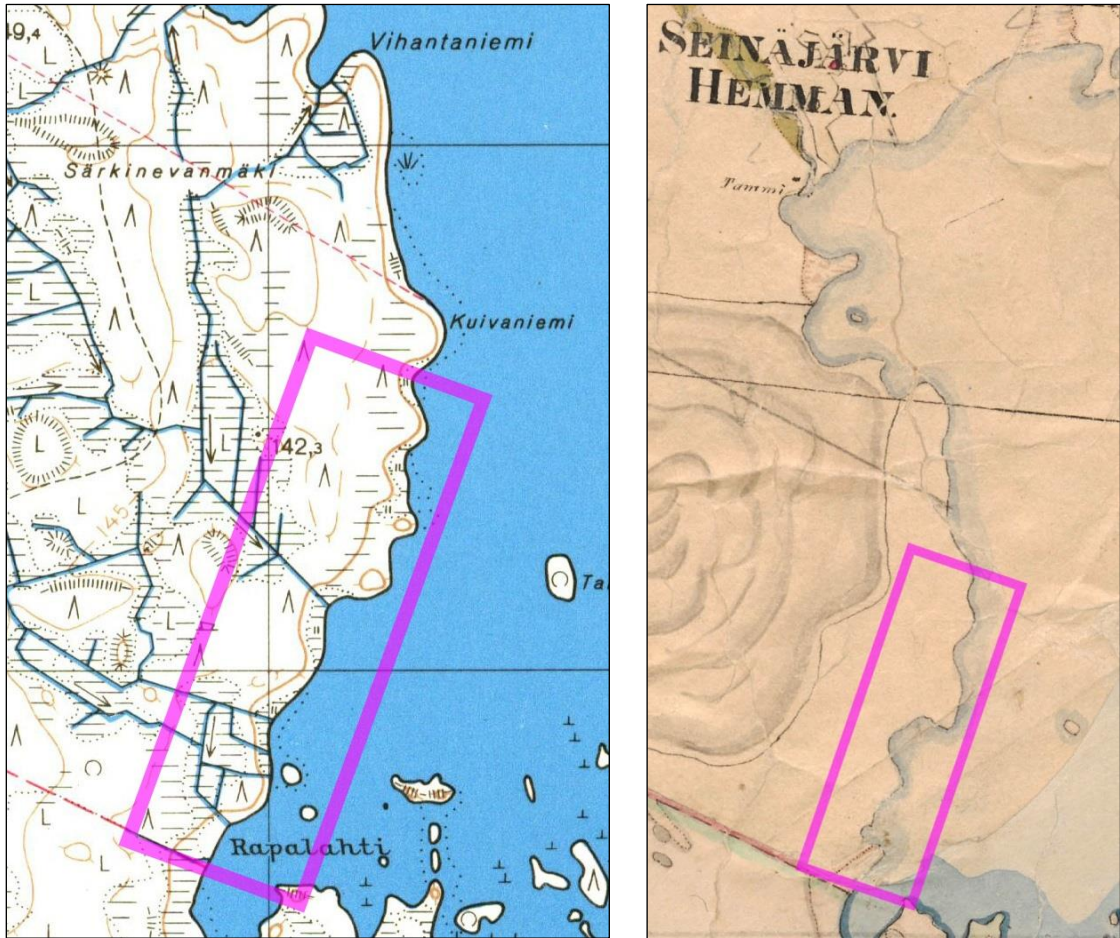 49,4
L
Λ
Vihantaniemi
L
Särkinevanmäki
Λ
Λ
Λ
L
Λ
Λ
Kuivaniemi
Λ
L
L
142,3
L
Λ
145
C
Λ
Λ
L
C
Λ
L
Rapalahti
Λ
SEINÄJÄRVI
HEMMAN.
Tammi